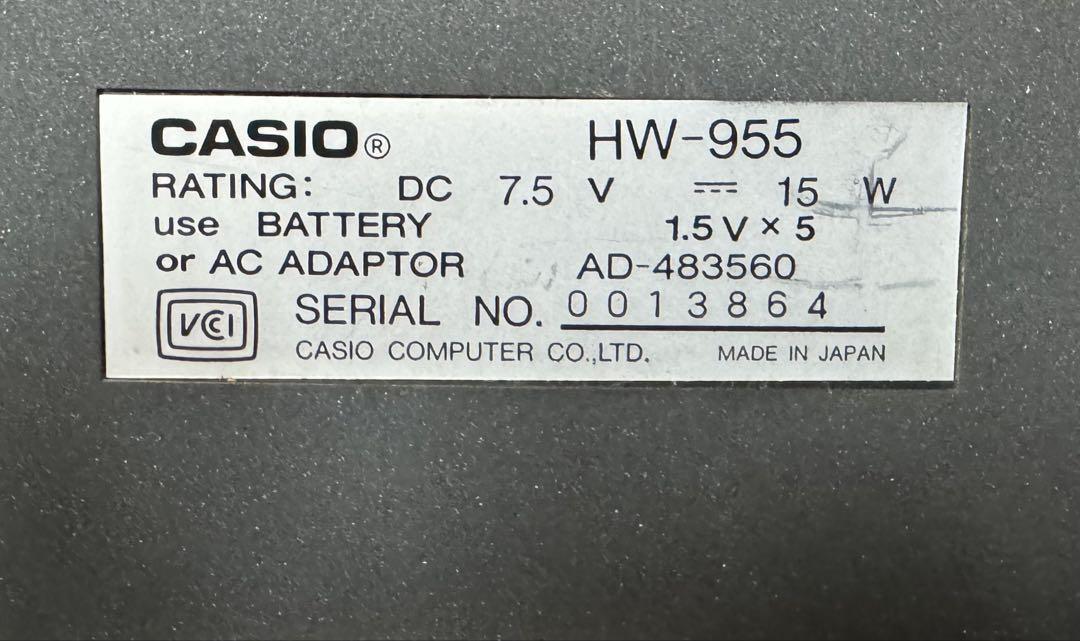 CASIO® HW-955
RATING: DC 7.5 V ⎓ 15 W
use BATTERY 1.5 V × 5
or AC ADAPTOR AD-483560
VCCI SERIAL NO. 0013864
CASIO COMPUTER CO.,LTD. MADE IN JAPAN